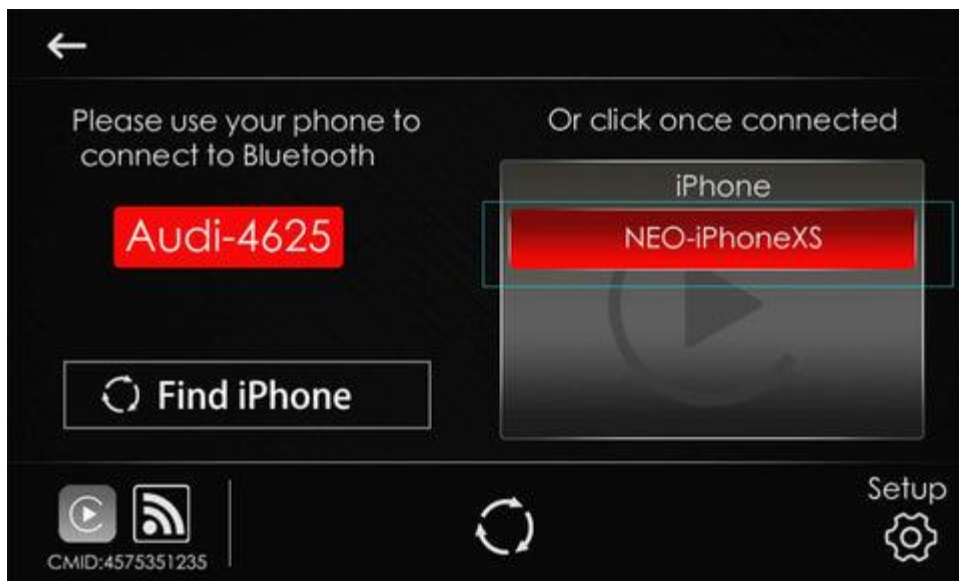 Please use your phone to
connect to Bluetooth
Audi-4625
Find iPhone
Or click once connected
iPhone
NEO-iPhoneXS
CMID:4575351235
Setup